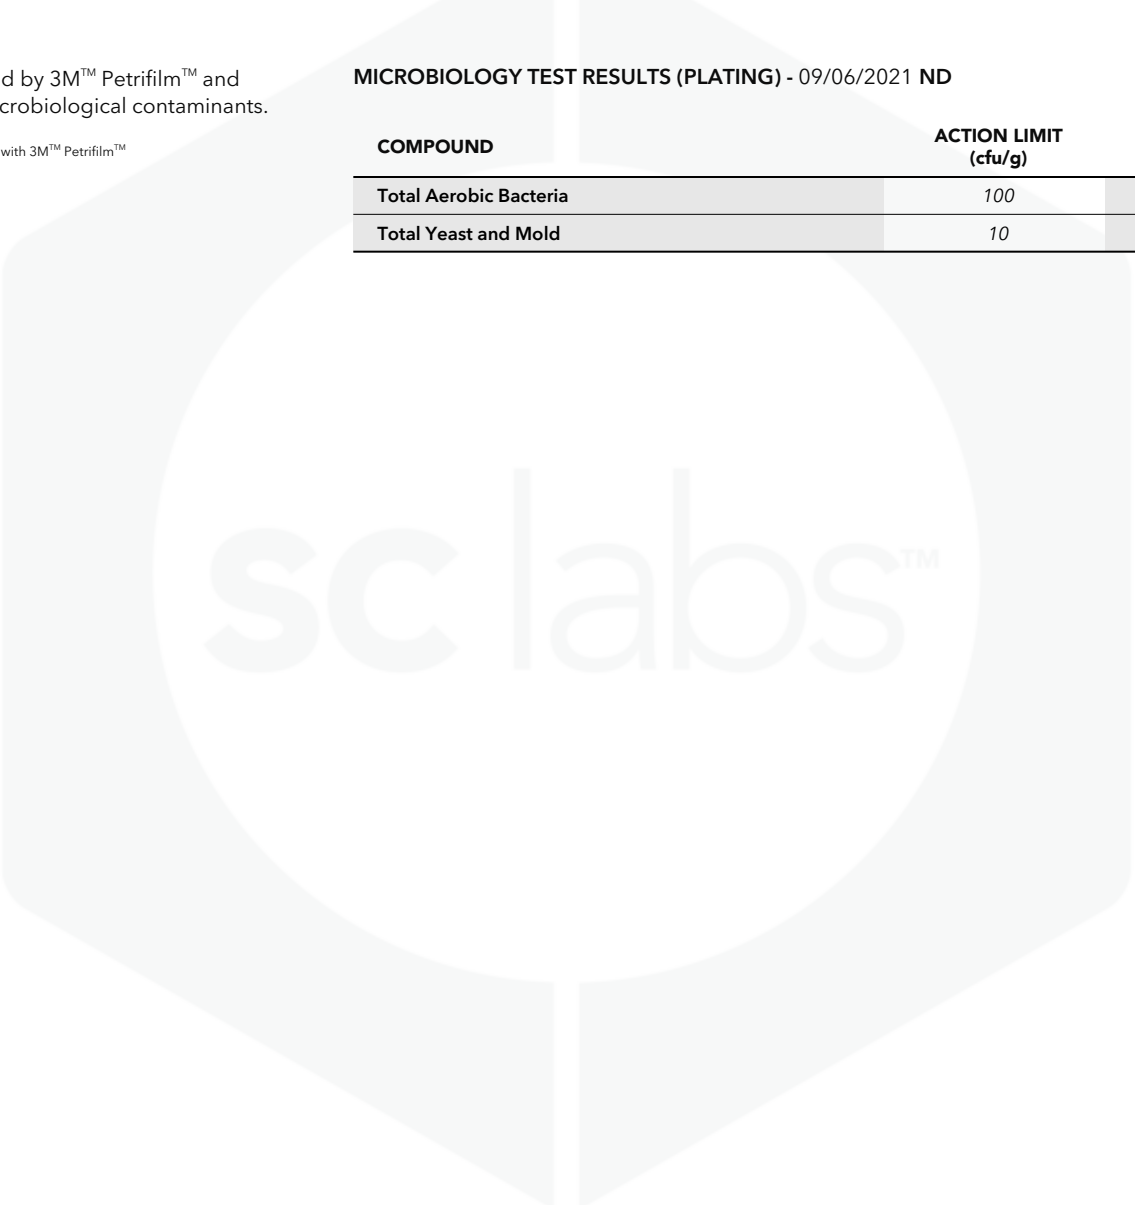 d by 3M™ Petrifilm™ and
crobiological contaminants.
with 3M™ Petrifilm™
MICROBIOLOGY TEST RESULTS (PLATING) - 09/06/2021 ND
COMPOUND
ACTION LIMIT
(cfu/g)
Total Aerobic Bacteria 100
Total Yeast and Mold 10
sc labs™